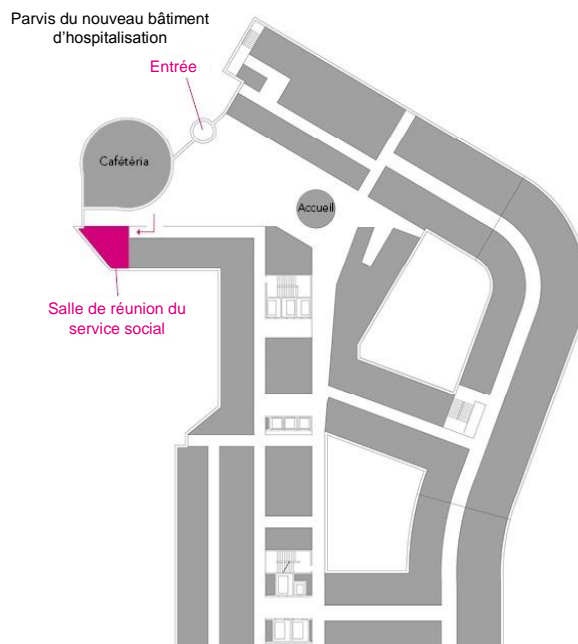 Parvis du nouveau bâtiment
d'hospitalisation
Entrée
Cafétéria
Accueil
Salle de réunion du
service social